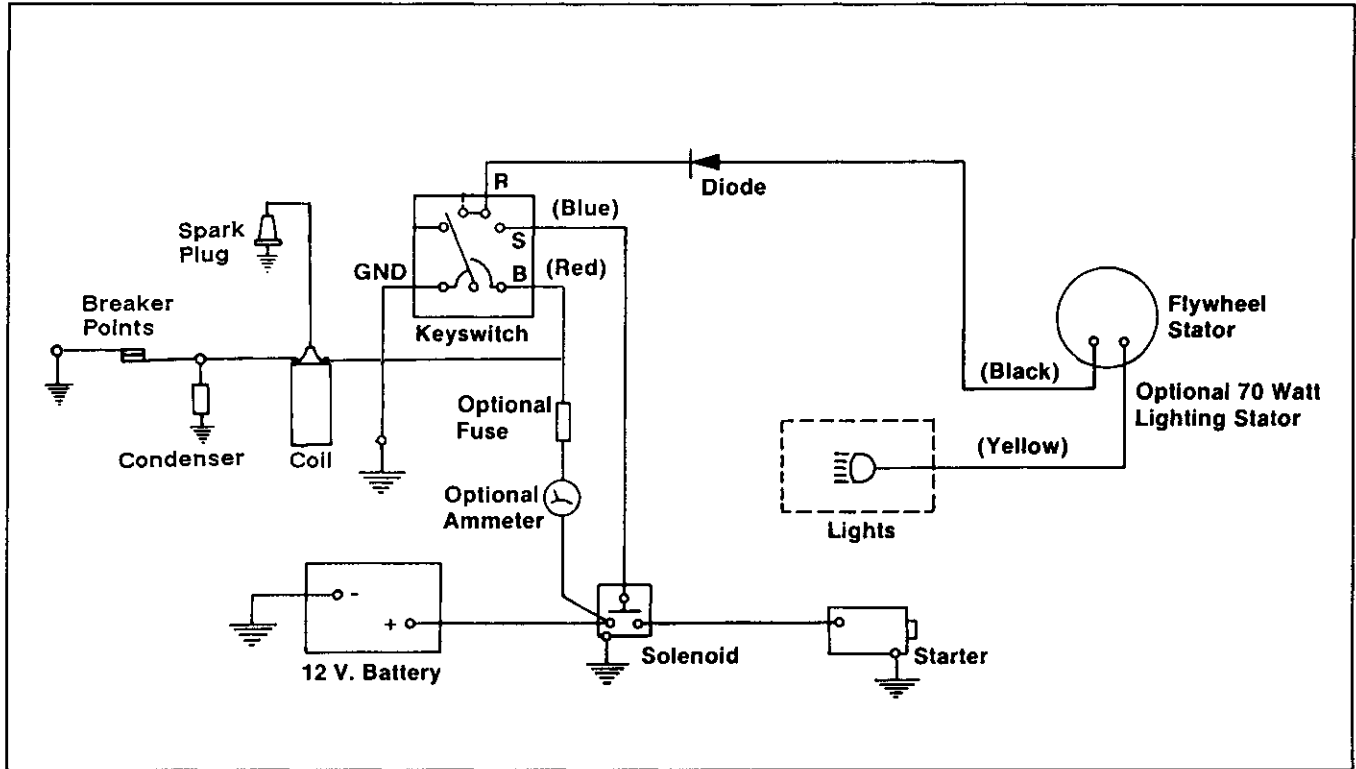 R
Diode
(Blue)
S
Spark
Plug
GND
B
(Red)
Keyswitch
Breaker
Points
Flywheel
Stator
(Black)
Optional 70 Watt
Lighting Stator
Optional
Fuse
Condenser
Coil
(Yellow)
Optional
Ammeter
Lights
-
+
12 V. Battery
Solenoid
Starter